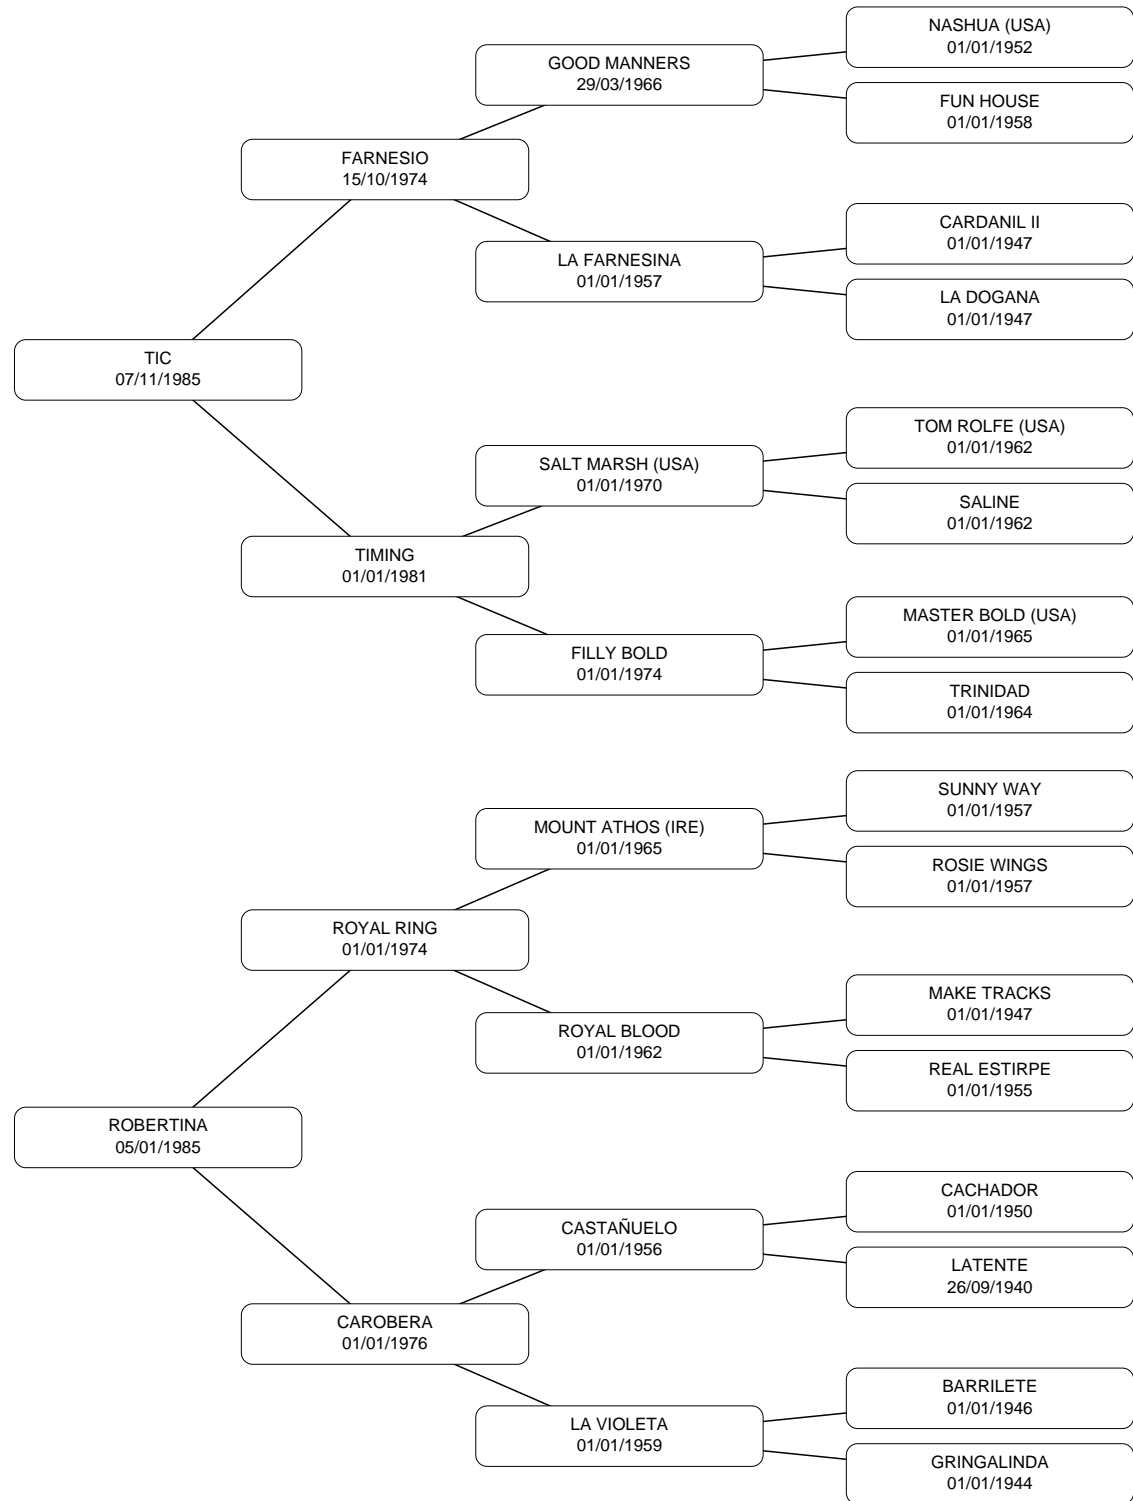 NASHUA (USA)
01/01/1952
GOOD MANNERS
29/03/1966
FUN HOUSE
01/01/1958
FARNESIO
15/10/1974
CARDANIL II
01/01/1947
LA FARNESINA
01/01/1957
LA DOGANA
01/01/1947
TIC
07/11/1985
TOM ROLFE (USA)
01/01/1962
SALT MARSH (USA)
01/01/1970
SALINE
01/01/1962
TIMING
01/01/1981
MASTER BOLD (USA)
01/01/1965
FILLY BOLD
01/01/1974
TRINIDAD
01/01/1964
SUNNY WAY
01/01/1957
MOUNT ATHOS (IRE)
01/01/1965
ROSIE WINGS
01/01/1957
ROYAL RING
01/01/1974
MAKE TRACKS
01/01/1947
ROYAL BLOOD
01/01/1962
REAL ESTIRPE
01/01/1955
ROBERTINA
05/01/1985
CACHADOR
01/01/1950
CASTAÑUELO
01/01/1956
LATENTE
26/09/1940
CAROBERA
01/01/1976
BARRILETE
01/01/1946
LA VIOLETA
01/01/1959
GRINGALINDA
01/01/1944